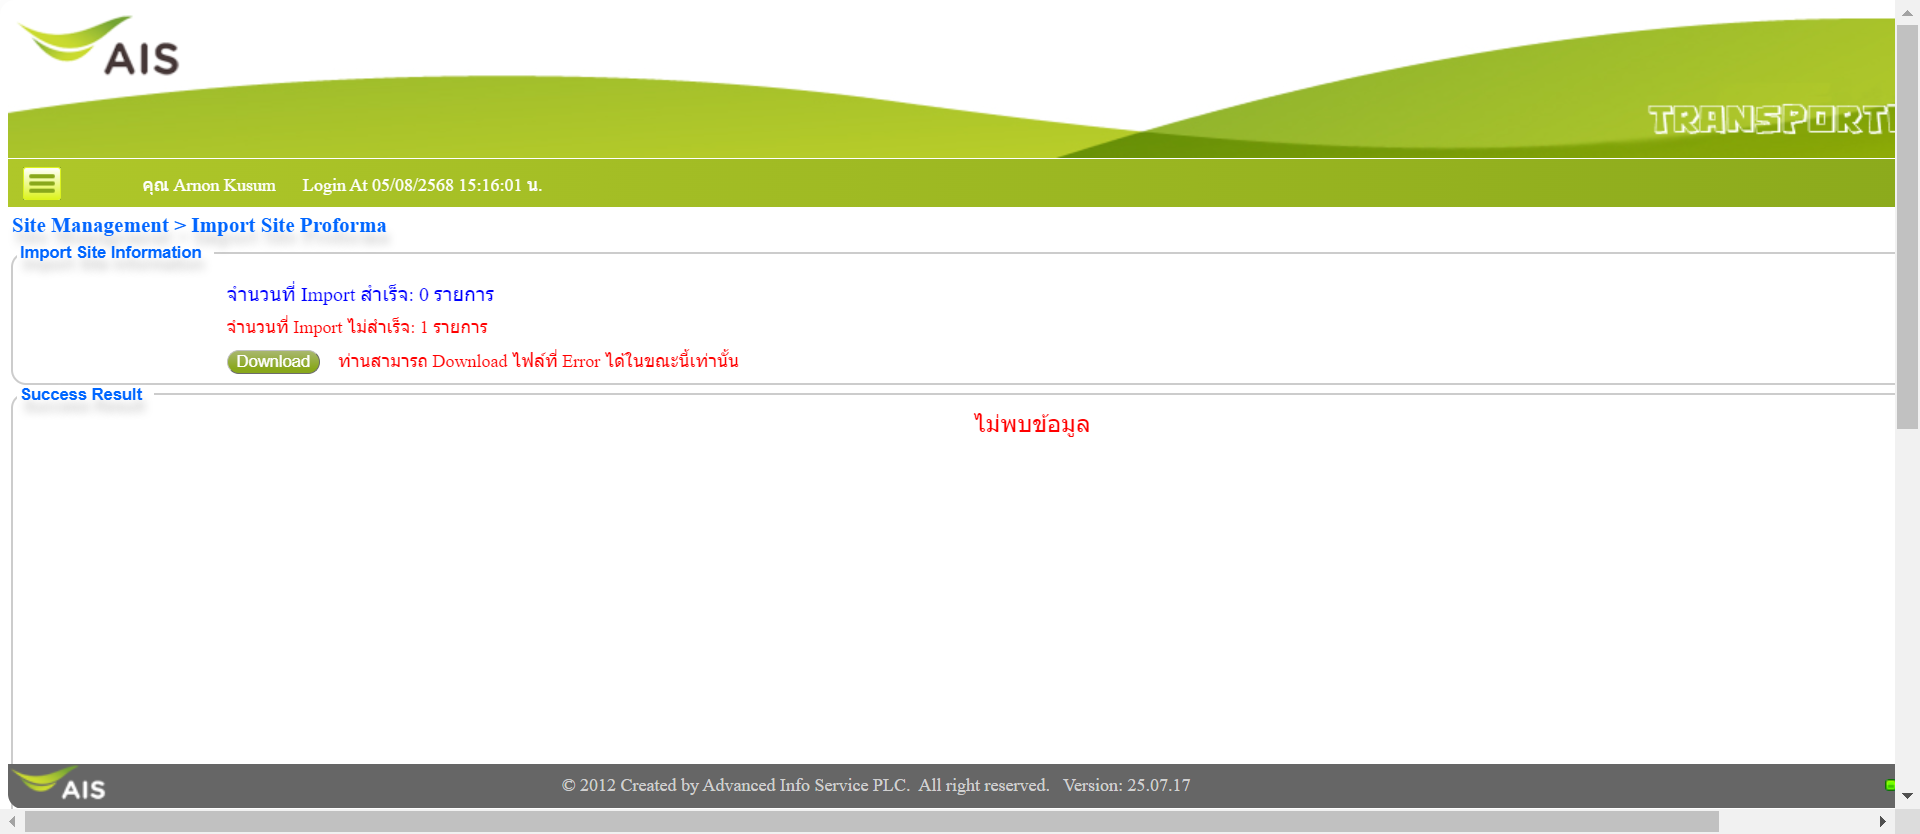 AIS
TRANSPORT
คุณ Arnon Kusum Login At 05/08/2568 15:16:01 น.
Site Management > Import Site Proforma
Import Site Information
จำนวนที่ Import สำเร็จ: 0 รายการ
จำนวนที่ Import ไม่สำเร็จ: 1 รายการ
Download ท่านสามารถ Download ไฟล์ที่ Error ได้ในขณะนี้เท่านั้น
Success Result
ไม่พบข้อมูล
AIS © 2012 Created by Advanced Info Service PLC. All right reserved. Version: 25.07.17